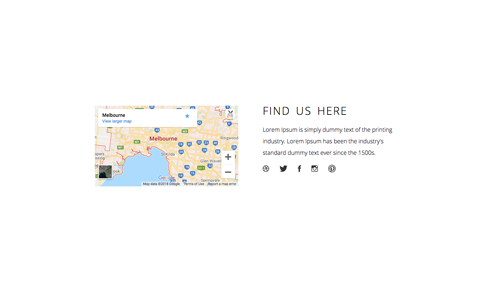 Melbourne
View larger map
Melbourne
Map data ©2018 Google Terms of Use Report a map error
FIND US HERE
Lorem Ipsum is simply dummy text of the printing
industry. Lorem Ipsum has been the industry's
standard dummy text ever since the 1500s.